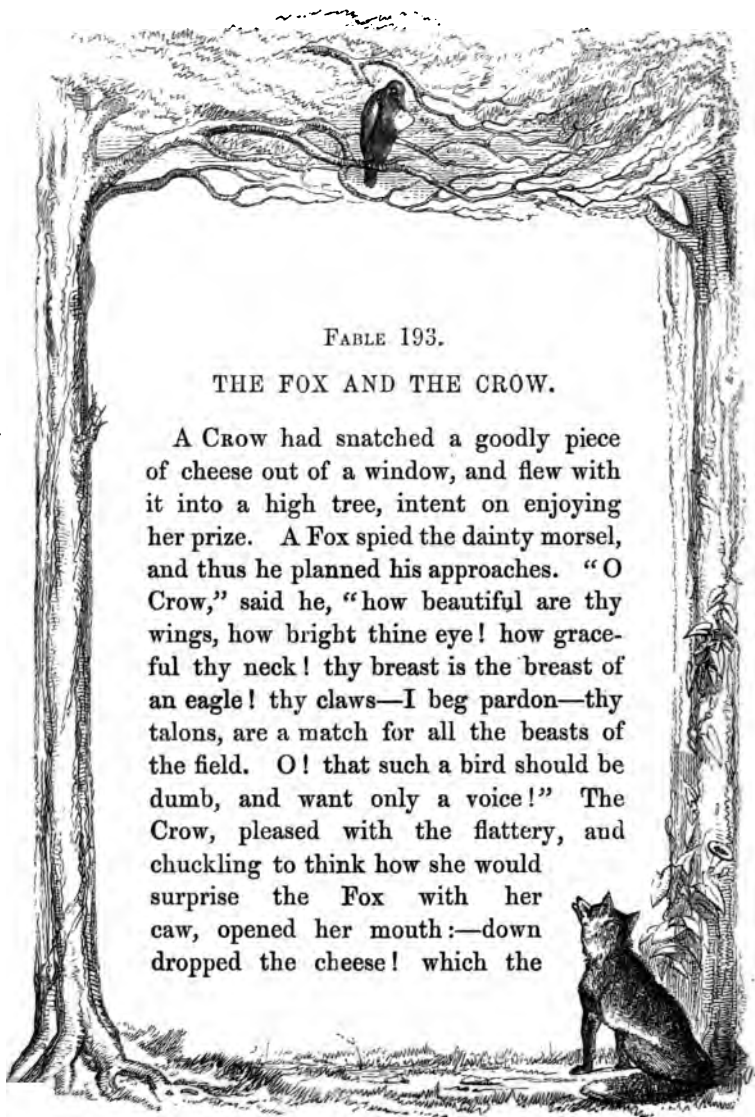 FABLE 193.
THE FOX AND THE CROW.
A CROW had snatched a goodly piece
of cheese out of a window, and flew with
it into a high tree, intent on enjoying
her prize. A Fox spied the dainty morsel,
and thus he planned his approaches. “O
Crow,” said he, “how beautiful are thy
wings, how bright thine eye! how grace-
ful thy neck! thy breast is the breast of
an eagle! thy claws—I beg pardon—thy
talons, are a match for all the beasts of
the field. O! that such a bird should be
dumb, and want only a voice!” The
Crow, pleased with the flattery, and
chuckling to think how she would
surprise the Fox with her
caw, opened her mouth:—down
dropped the cheese! which the